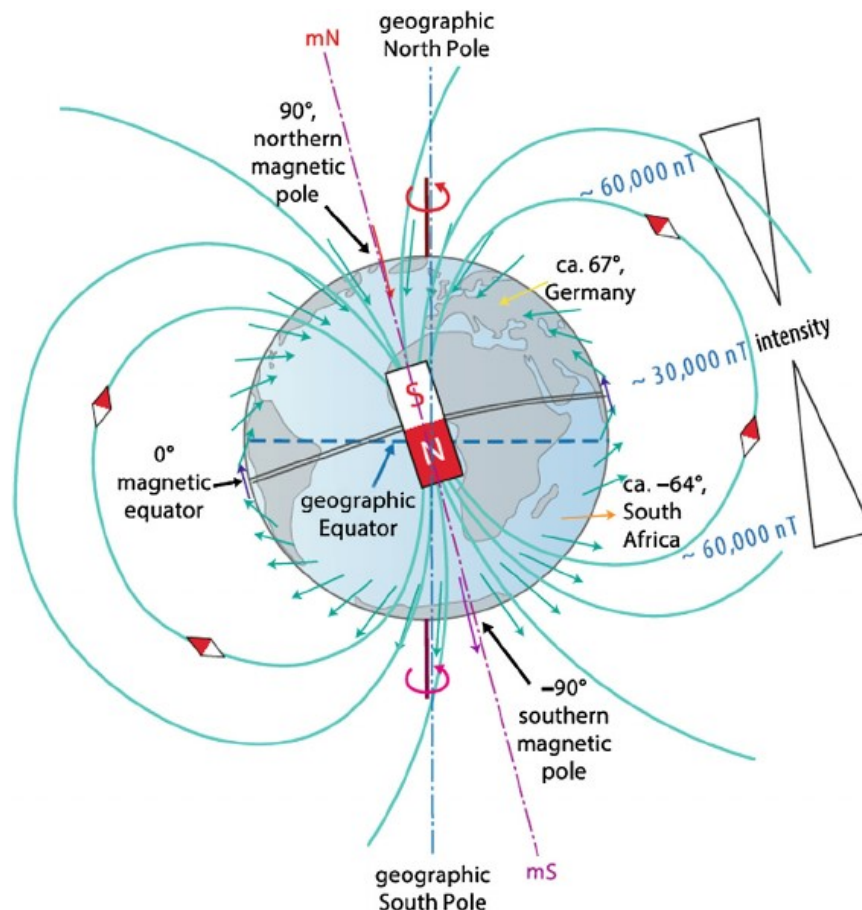 geographic
North Pole
mN
90°,
northern
magnetic
pole
~ 60,000 nT
ca. 67°,
Germany
~ 30,000 nT
intensity
S
N
0°
magnetic
equator
geographic
Equator
ca. –64°,
South
Africa
~ 60,000 nT
–90°
southern
magnetic
pole
geographic
South Pole
mS